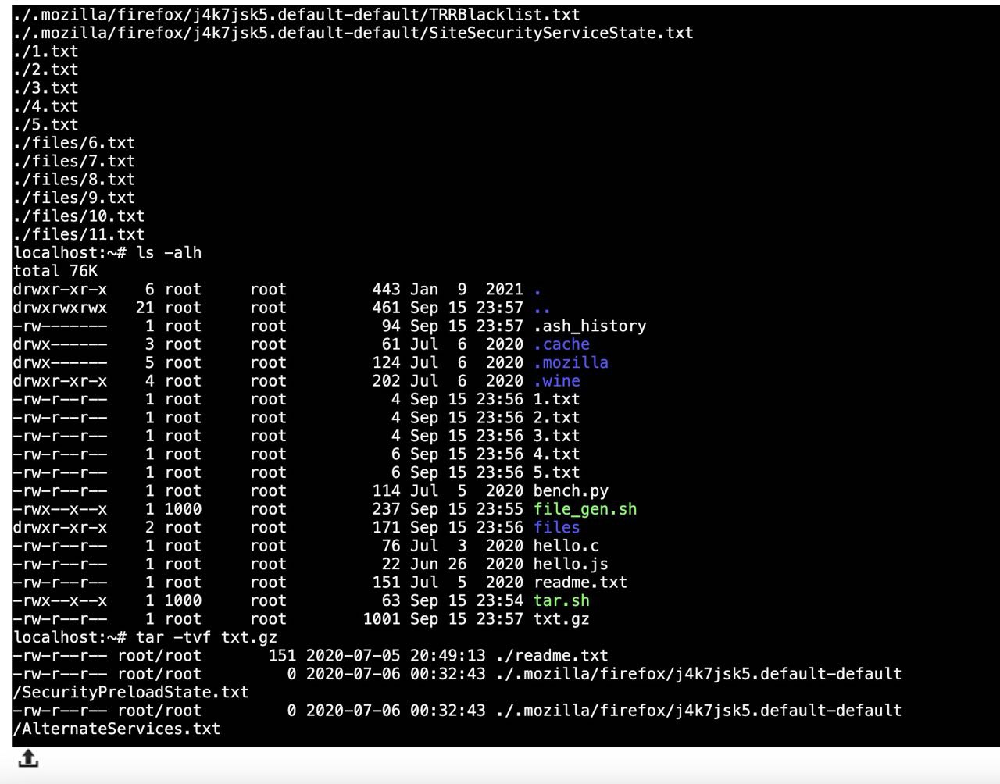 ./.mozilla/firefox/j4k7jsk5.default-default/TRRBlacklist.txt
./.mozilla/firefox/j4k7jsk5.default-default/SiteSecurityServiceState.txt
./1.txt
./2.txt
./3.txt
./4.txt
./5.txt
./files/6.txt
./files/7.txt
./files/8.txt
./files/9.txt
./files/10.txt
./files/11.txt
localhost:~# ls -alh
total 76K
drwxr-xr-x    6 root     root         443 Jan  9  2021 .
drwxrwxrwx   21 root     root         461 Sep 15 23:57 ..
-rw-------    1 root     root          94 Sep 15 23:57 .ash_history
drwx------    3 root     root          61 Jul  6  2020 .cache
drwx------    5 root     root         124 Jul  6  2020 .mozilla
drwxr-xr-x    4 root     root         202 Jul  6  2020 .wine
-rw-r--r--    1 root     root           4 Sep 15 23:56 1.txt
-rw-r--r--    1 root     root           4 Sep 15 23:56 2.txt
-rw-r--r--    1 root     root           4 Sep 15 23:56 3.txt
-rw-r--r--    1 root     root           6 Sep 15 23:56 4.txt
-rw-r--r--    1 root     root           6 Sep 15 23:56 5.txt
-rw-r--r--    1 root     root         114 Jul  5  2020 bench.py
-rwx--x--x    1 1000     root         237 Sep 15 23:55 file_gen.sh
drwxr-xr-x    2 root     root         171 Sep 15 23:56 files
-rw-r--r--    1 root     root          76 Jul  3  2020 hello.c
-rw-r--r--    1 root     root          22 Jun 26  2020 hello.js
-rw-r--r--    1 root     root         151 Jul  5  2020 readme.txt
-rwx--x--x    1 1000     root          63 Sep 15 23:54 tar.sh
-rw-r--r--    1 root     root        1001 Sep 15 23:57 txt.gz
localhost:~# tar -tvf txt.gz
-rw-r--r-- root/root       151 2020-07-05 20:49:13 ./readme.txt
-rw-r--r-- root/root         0 2020-07-06 00:32:43 ./.mozilla/firefox/j4k7jsk5.default-default
/SecurityPreloadState.txt
-rw-r--r-- root/root         0 2020-07-06 00:32:43 ./.mozilla/firefox/j4k7jsk5.default-default
/AlternateServices.txt